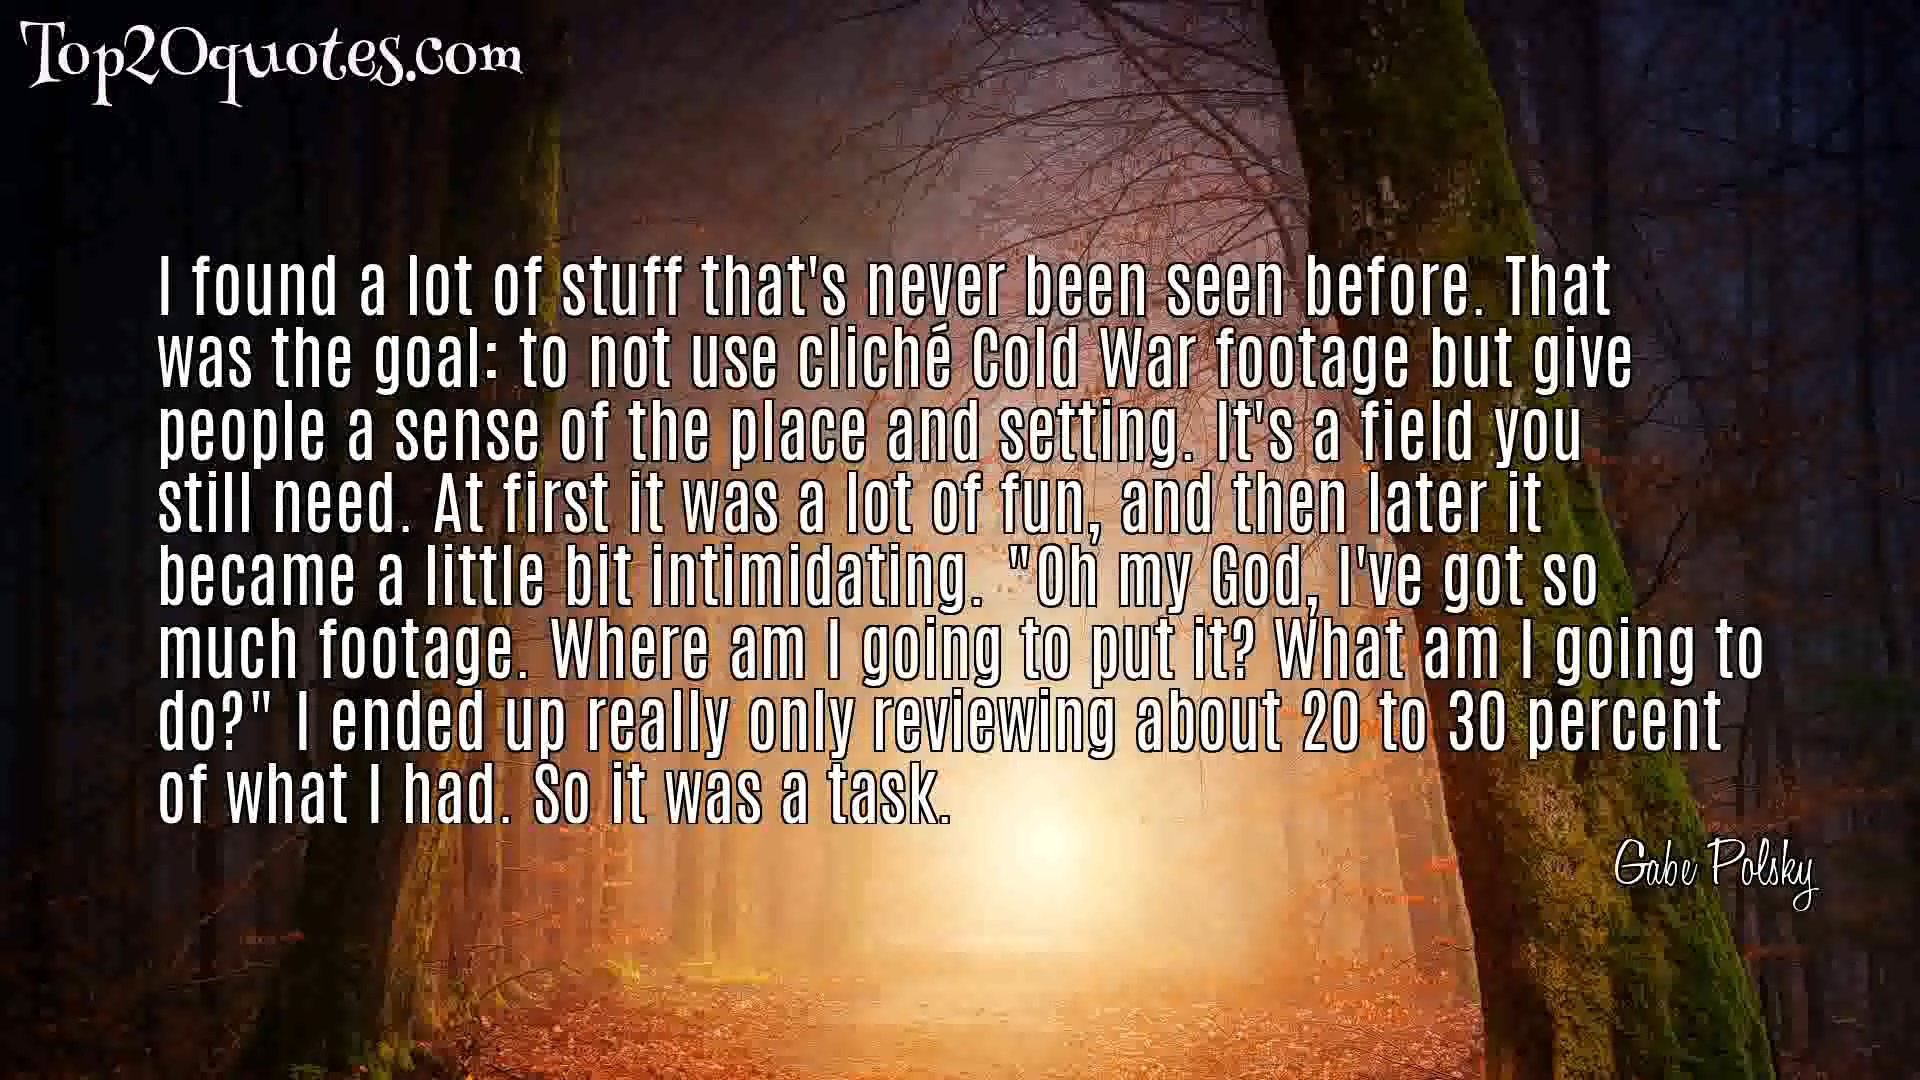 Top20quotes.com
I found a lot of stuff that's never been seen before. That
was the goal: to not use cliché Cold War footage but give
people a sense of the place and setting. It's a field you
still need. At first it was a lot of fun, and then later it
became a little bit intimidating. "Oh my God, I've got so
much footage. Where am I going to put it? What am I going to
do?" I ended up really only reviewing about 20 to 30 percent
of what I had. So it was a task.
Gabe Polsky